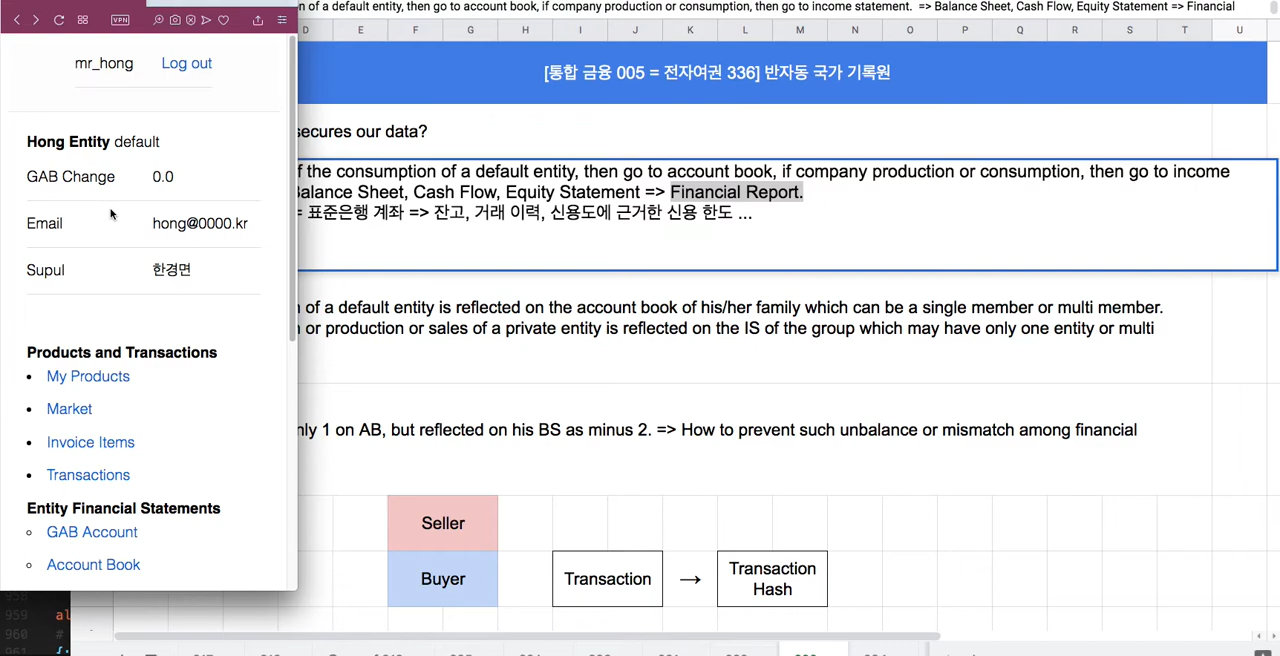 n of a default entity, then go to account book, if company production or consumption, then go to income statement. => Balance Sheet, Cash Flow, Equity Statement => Financial
VPN
D E F G H I J K L M N O P Q R S T U
mr_hong Log out
[통합 금융 005 = 전자여권 336] 반자동 국가 기록원
secures our data?
Hong Entity default
GAB Change 0.0
Email hong@0000.kr
Supul 한경면
f the consumption of a default entity, then go to account book, if company production or consumption, then go to income
Balance Sheet, Cash Flow, Equity Statement => Financial Report.
= 표준은행 계좌 => 잔고, 거래 이력, 신용도에 근거한 신용 한도 ...
n of a default entity is reflected on the account book of his/her family which can be a single member or multi member.
n or production or sales of a private entity is reflected on the IS of the group which may have only one entity or multi
Products and Transactions
My Products
Market
Invoice Items
Transactions
Entity Financial Statements
GAB Account
Account Book
nly 1 on AB, but reflected on his BS as minus 2. => How to prevent such unbalance or mismatch among financial
Seller
Buyer
Transaction → Transaction
Hash
959 al
960 #